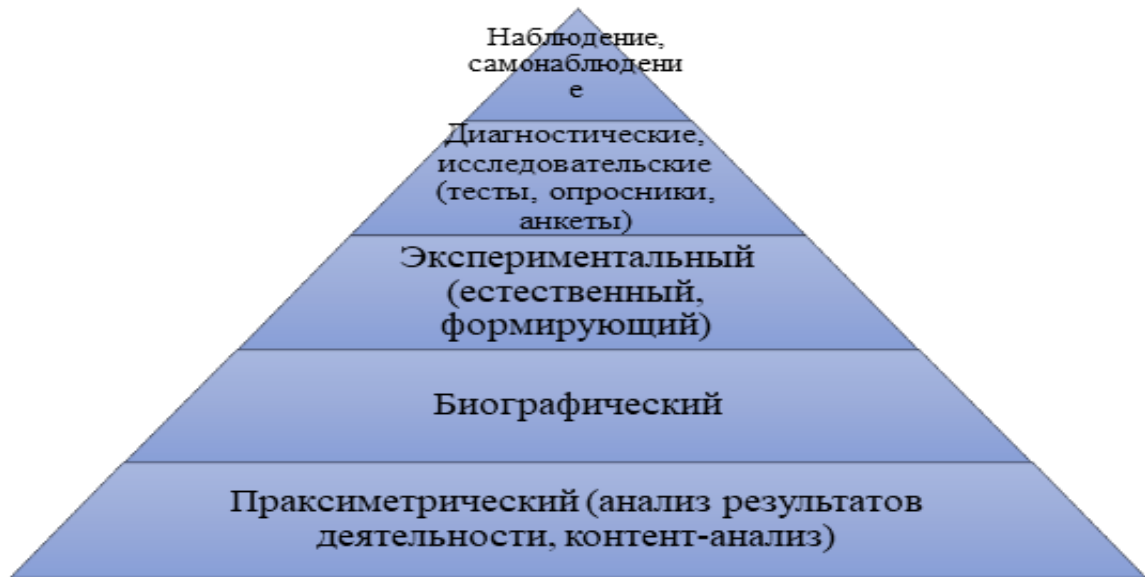 Наблюдение,
самонаблюдени
е
Диагностические,
исследовательские
(тесты, опросники,
анкеты)
Экспериментальный
(естественный,
формирующий)
Биографический
Праксиметрический (анализ результатов
деятельности, контент-анализ)